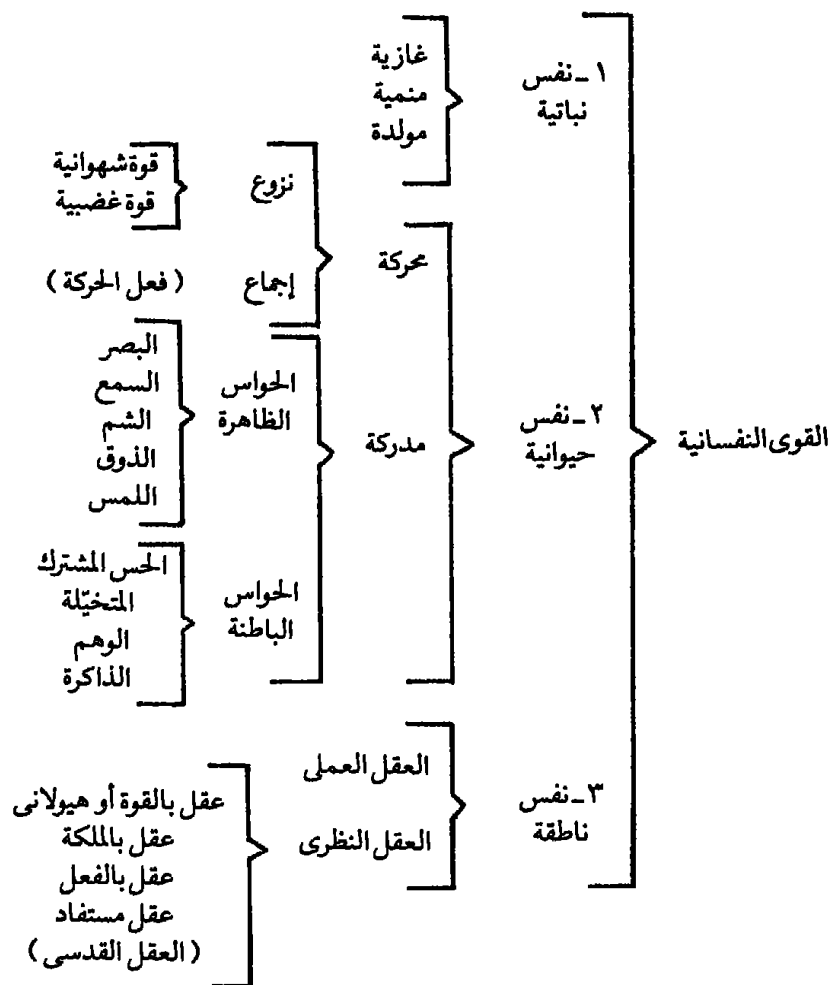 القوى النفسانية
١ - نفس
نباتية
غازية
منمية
مولدة
٢ - نفس
حيوانية
محركة
نزوع
قوة شهوانية
قوة غضبية
إجماع
( فعل الحركة )
مدركة
الحواس
الظاهرة
البصر
السمع
الشم
الذوق
اللمس
الحواس
الباطنة
الحس المشترك
المتخيّلة
الوهم
الذاكرة
٣ - نفس
ناطقة
العقل العملى
العقل النظرى
عقل بالقوة أو هيولانى
عقل بالملكة
عقل بالفعل
عقل مستفاد
( العقل القدسى )